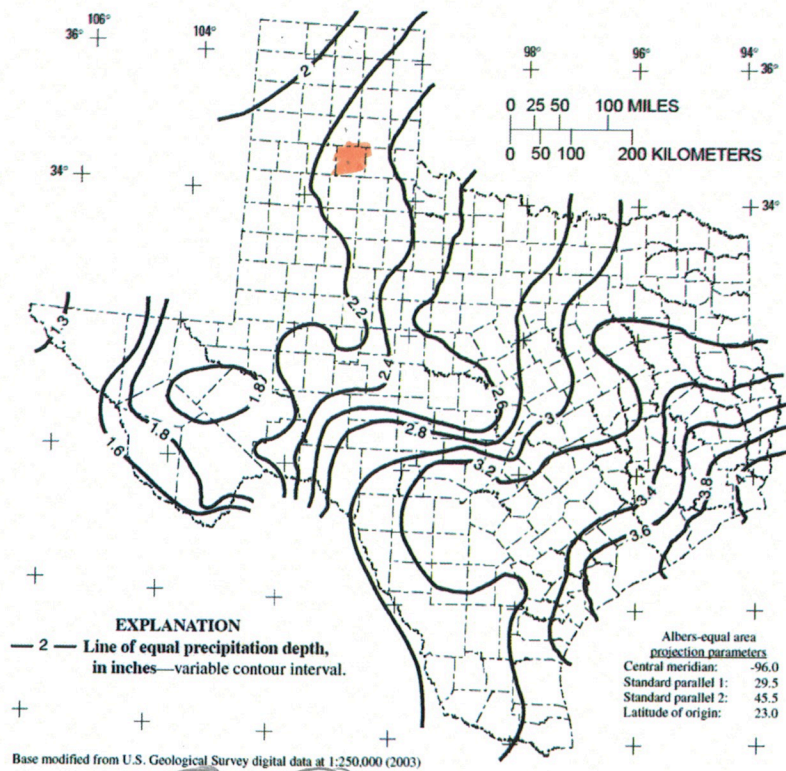 106°
36°
104°
98°
96°
94°
36°
0 25 50 100 MILES
0 50 100 200 KILOMETERS
34°
34°
2
2.2
2.4
1.3
1.8
1.8
1.6
2.6
2.8
3
3.2
3.4
3.8
4
3.6
EXPLANATION
— 2 — Line of equal precipitation depth,
in inches—variable contour interval.
Albers-equal area
projection parameters
Central meridian: -96.0
Standard parallel 1: 29.5
Standard parallel 2: 45.5
Latitude of origin: 23.0
Base modified from U.S. Geological Survey digital data at 1:250,000 (2003)